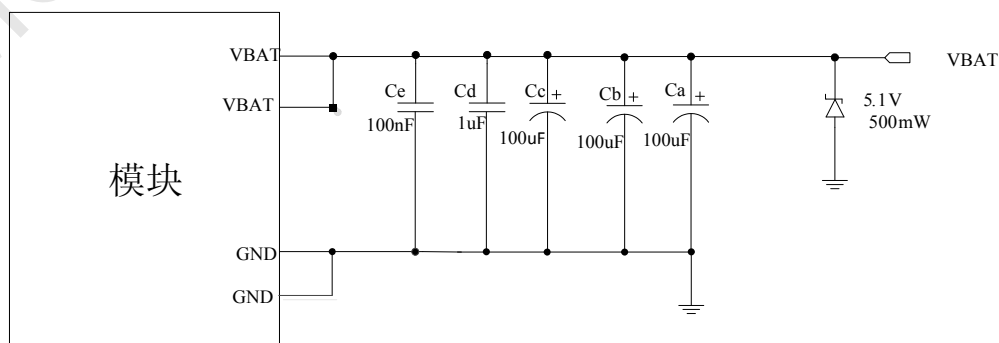 VBAT
VBAT
VBAT
Ce
Cd
Cc +
Cb +
Ca +
100nF
1uF
100uF
100uF
100uF
5.1V
500mW
模块
GND
GND